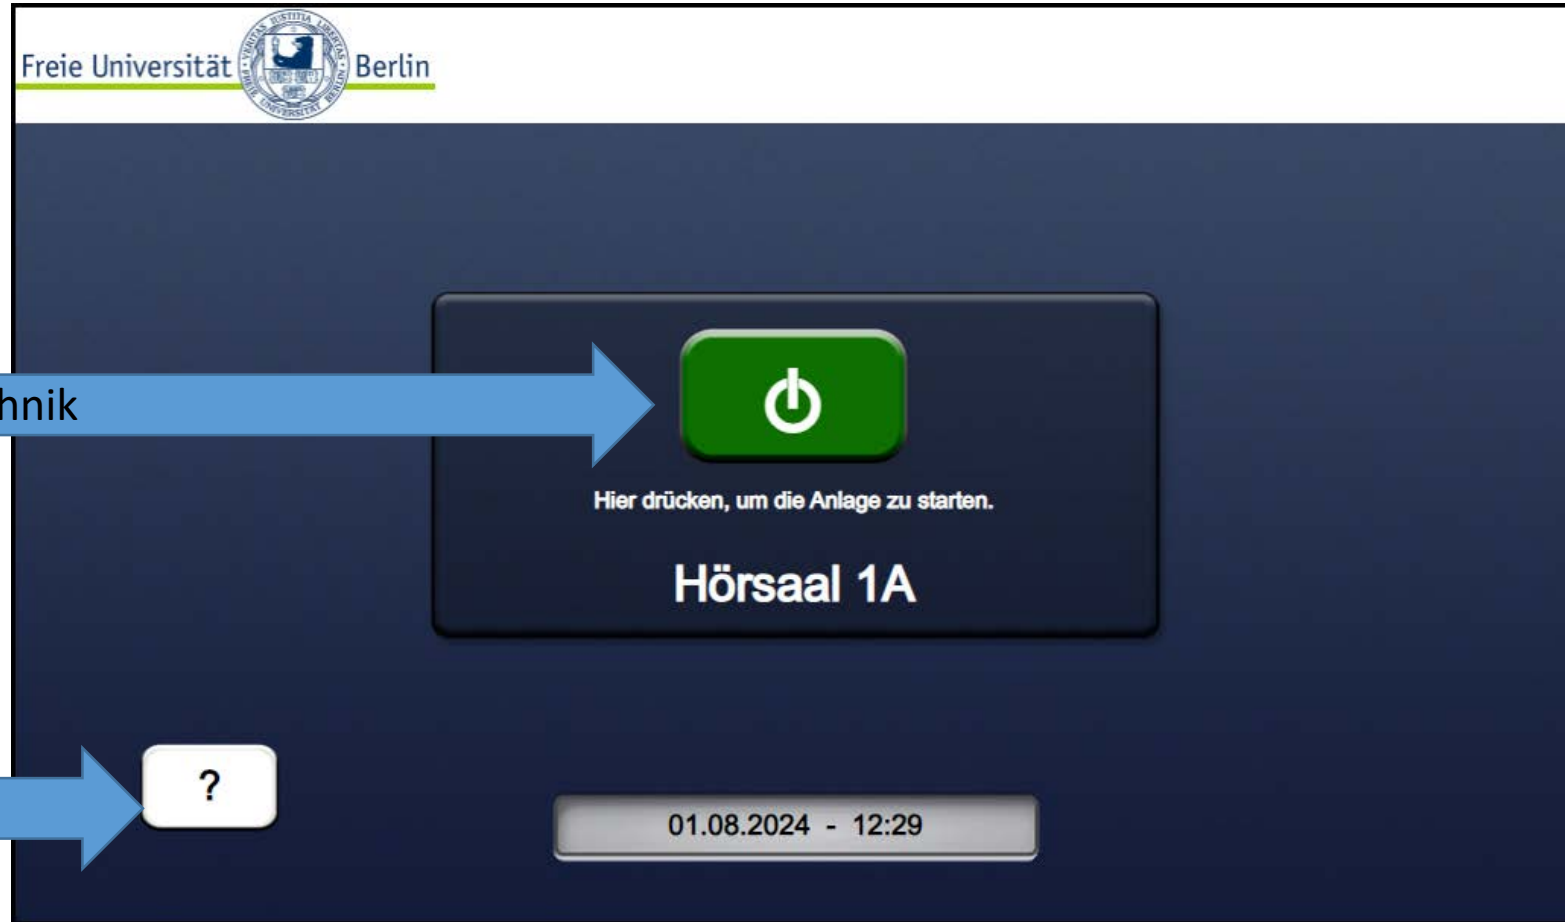 Freie Universität Berlin
hnik
Hier drücken, um die Anlage zu starten.
Hörsaal 1A
?
01.08.2024 - 12:29